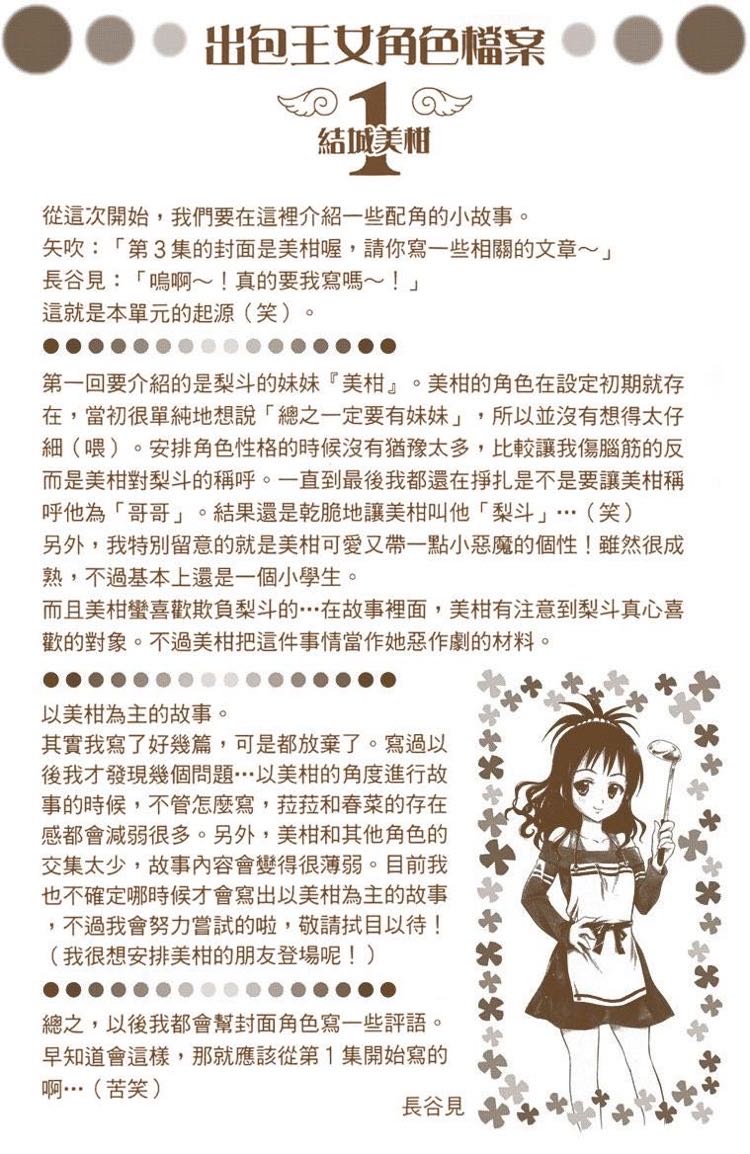 出包王女角色檔案
1
結城美柑
從這次開始，我們要在這裡介紹一些配角的小故事。
矢吹：「第3集的封面是美柑喔，請你寫一些相關的文章～」
長谷見：「嗚啊～！真的要我寫嗎～！」
這就是本單元的起源（笑）。
第一回要介紹的是梨斗的妹妹『美柑』。美柑的角色在設定初期就存
在，當初很單純地想說「總之一定要有妹妹」，所以並沒有想得太仔
細（喂）。安排角色性格的時候沒有猶豫太多，比較讓我傷腦筋的反
而是美柑對梨斗的稱呼。一直到最後我都還在掙扎是不是要讓美柑稱
呼他為「哥哥」。結果還是乾脆地讓美柑叫他「梨斗」…（笑）
另外，我特別留意的就是美柑可愛又帶一點小惡魔的個性！雖然很成
熟，不過基本上還是一個小學生。
而且美柑蠻喜歡欺負梨斗的…在故事裡面，美柑有注意到梨斗真心喜
歡的對象。不過美柑把這件事情當作她惡作劇的材料。
以美柑為主的故事。
其實我寫了好幾篇，可是都放棄了。寫過以
後我才發現幾個問題…以美柑的角度進行故
事的時候，不管怎麼寫，菈菈和春菜的存在
感都會減弱很多。另外，美柑和其他角色的
交集太少，故事內容會變得很薄弱。目前我
也不確定哪時候才會寫出以美柑為主的故事
，不過我會努力嘗試的啦，敬請拭目以待！
（我很想安排美柑的朋友登場呢！）
總之，以後我都會幫封面角色寫一些評語。
早知道會這樣，那就應該從第1集開始寫的
啊…（苦笑）
長谷見